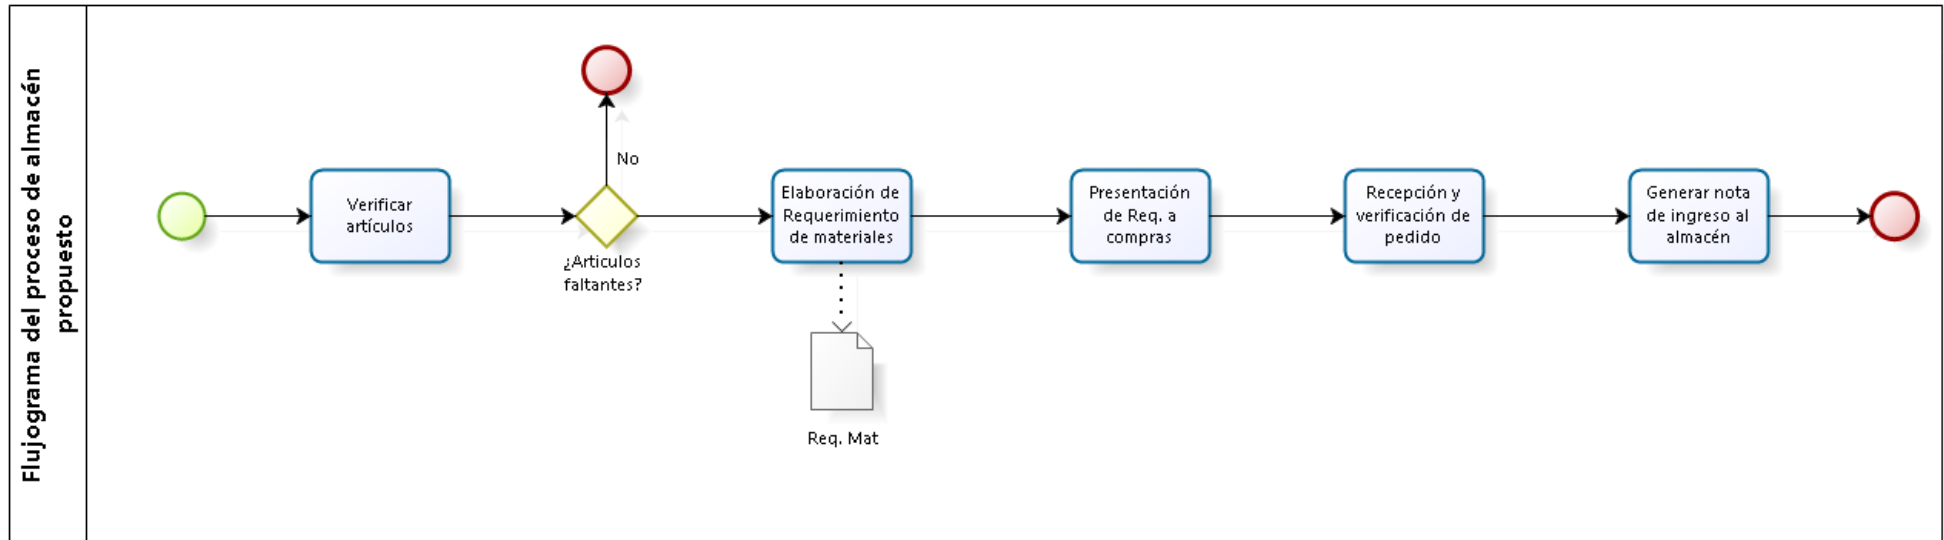 Flujograma del proceso de almacén
propuesto
Verificar
artículos
No
¿Articulos
faltantes?
Elaboración de
Requerimiento
de materiales
Req. Mat
Presentación
de Req. a
compras
Recepción y
verificación de
pedido
Generar nota
de ingreso al
almacén